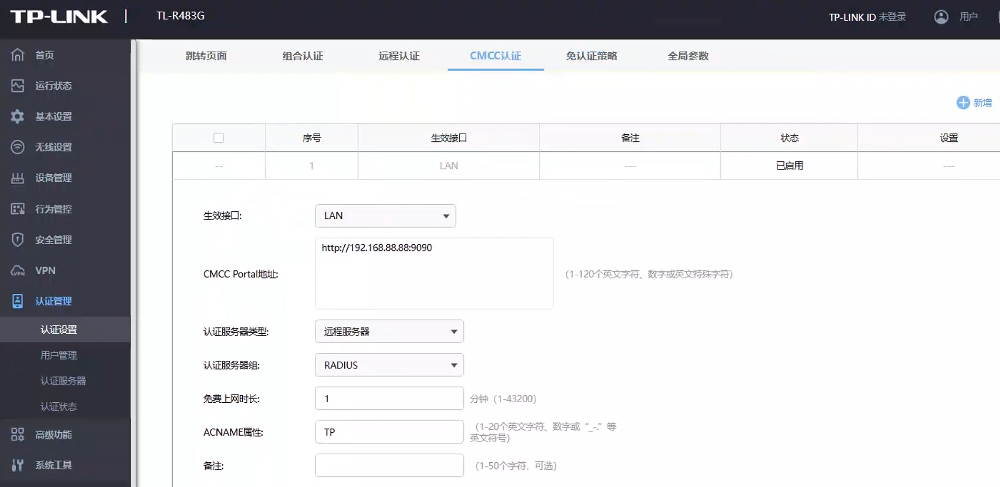 TP-LINK | TL-R483G TP-LINK ID 未登录 用户
首页
运行状态
基本设置
无线设置
设备管理
行为管控
安全管理
VPN
认证管理
认证设置
用户管理
认证服务器
认证状态
高级功能
系统工具
跳转页面 组合认证 远程认证 CMCC认证 免认证策略 全局参数
新增
序号 生效接口 备注 状态 设置
-- 1 LAN --- 已启用 ---
生效接口: LAN
CMCC Portal地址: http://192.168.88.88:9090 (1-120个英文字符、数字或英文特殊字符)
认证服务器类型: 远程服务器
认证服务器组: RADIUS
免费上网时长: 1 分钟（1-43200）
ACNAME属性: TP （1-20个英文字符、数字或“_-.”等
英文符号)
备注: （1-50个字符，可选）